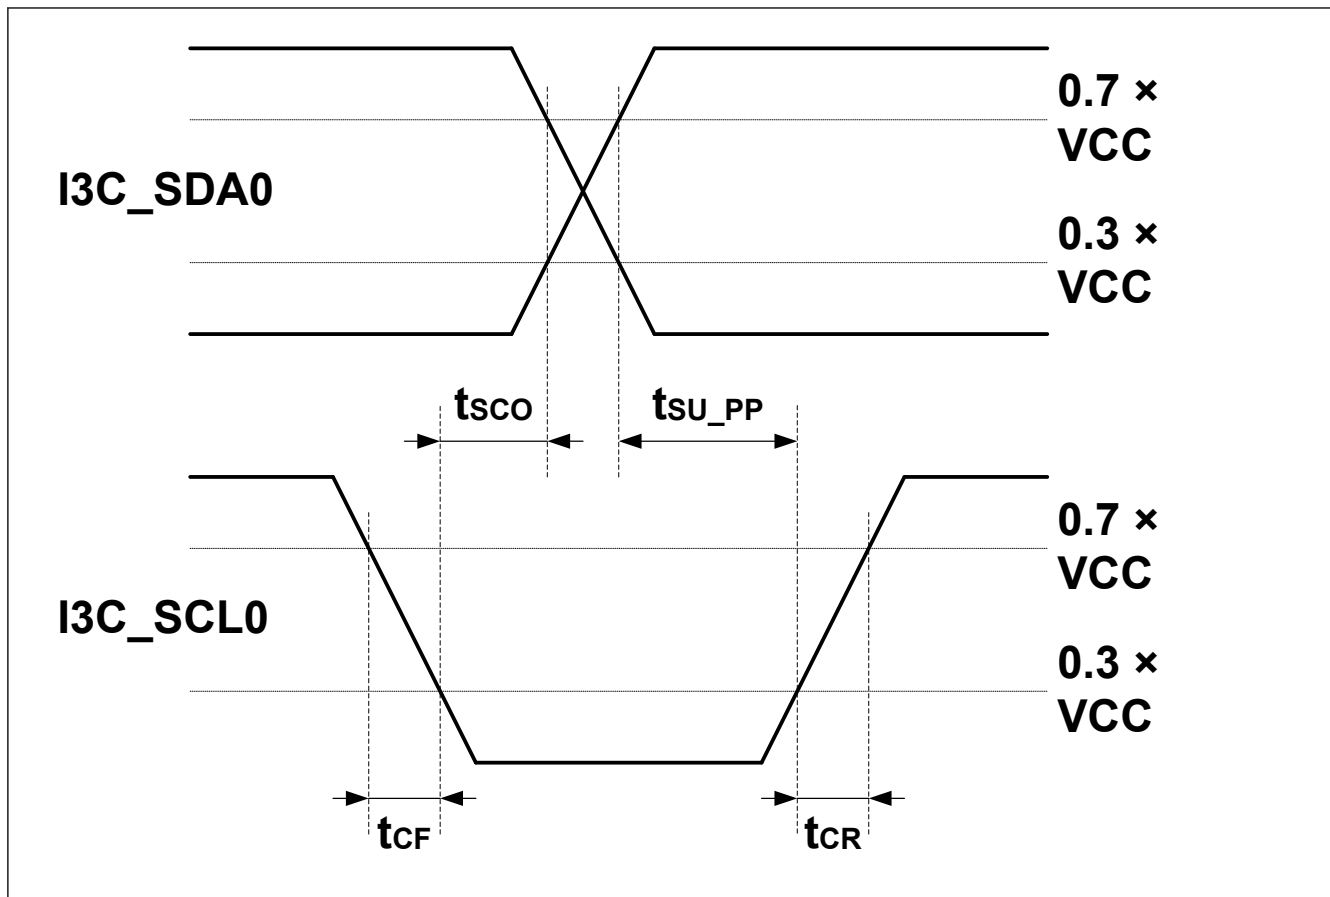 0.7 ×
VCC
I3C_SDA0
0.3 ×
VCC
tSCO
tSU_PP
0.7 ×
VCC
I3C_SCL0
0.3 ×
VCC
tCF
tCR